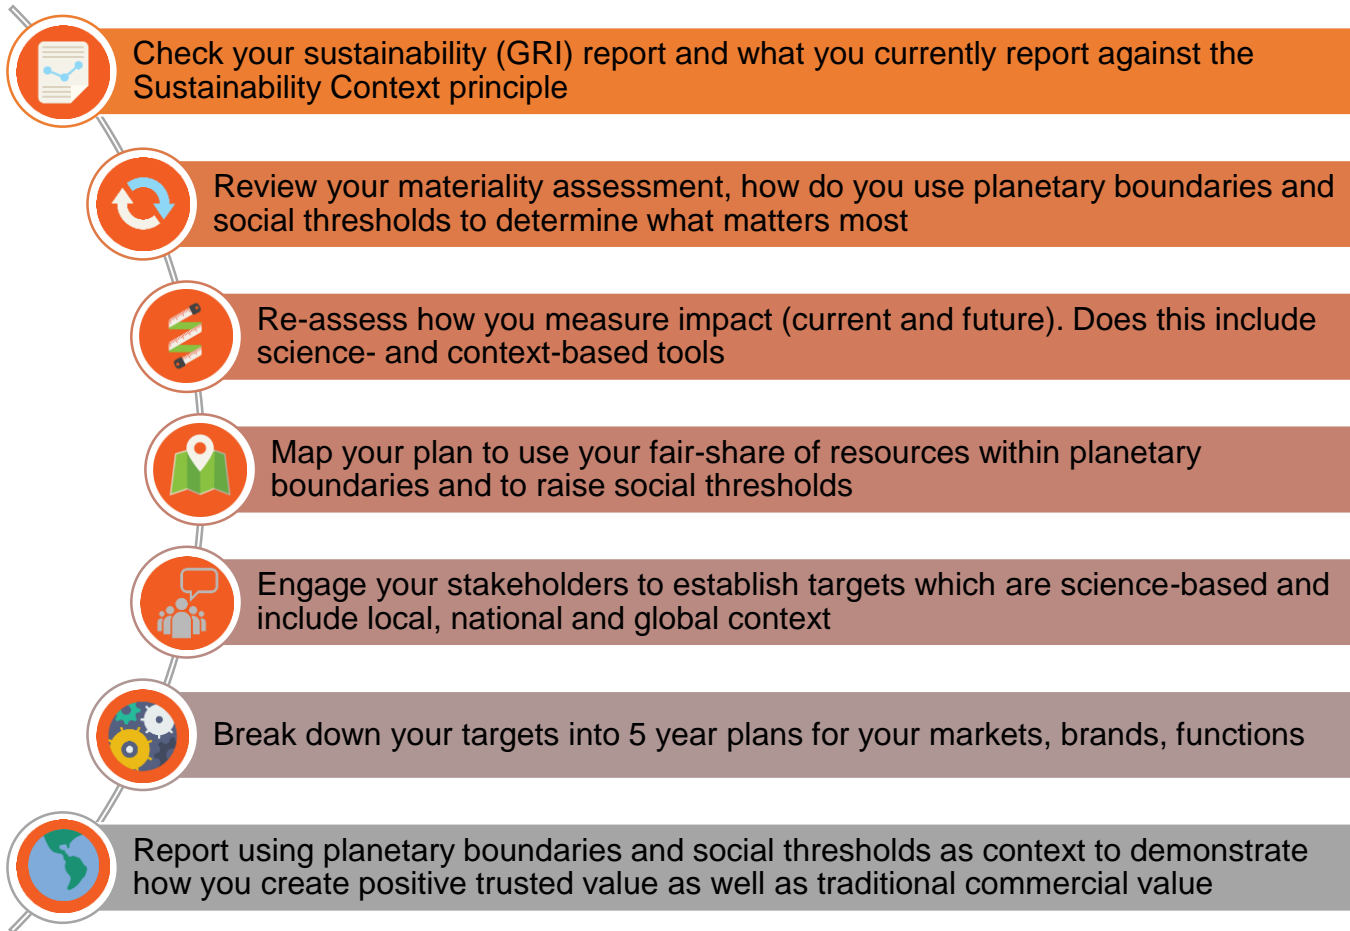 Check your sustainability (GRI) report and what you currently report against the
Sustainability Context principle
Review your materiality assessment, how do you use planetary boundaries and
social thresholds to determine what matters most
Re-assess how you measure impact (current and future). Does this include
science- and context-based tools
Map your plan to use your fair-share of resources within planetary
boundaries and to raise social thresholds
Engage your stakeholders to establish targets which are science-based and
include local, national and global context
Break down your targets into 5 year plans for your markets, brands, functions
Report using planetary boundaries and social thresholds as context to demonstrate
how you create positive trusted value as well as traditional commercial value